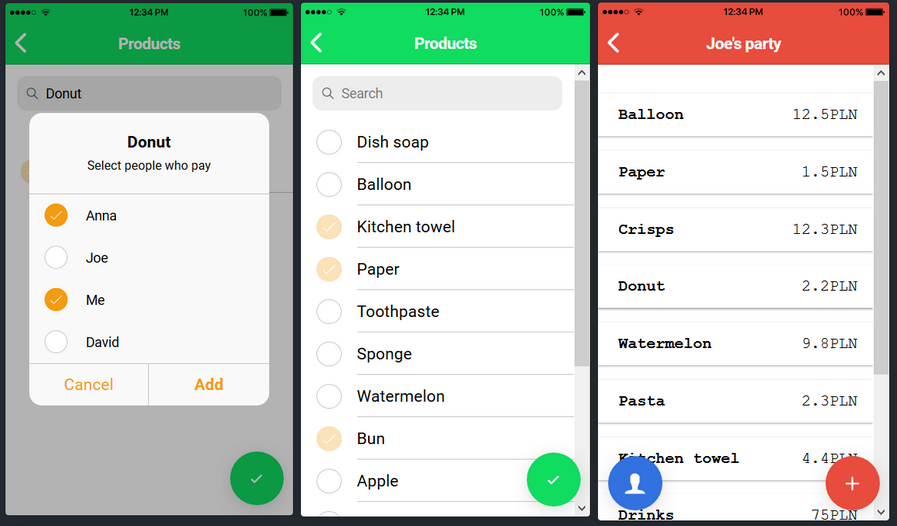 12:34 PM 100%
Products
Donut
Donut
Select people who pay
Anna
Joe
Me
David
Cancel Add
12:34 PM 100%
Products
Search
Dish soap
Balloon
Kitchen towel
Paper
Toothpaste
Sponge
Watermelon
Bun
Apple
12:34 PM 100%
Joe's party
Balloon 12.5PLN
Paper 1.5PLN
Crisps 12.3PLN
Donut 2.2PLN
Watermelon 9.8PLN
Pasta 2.3PLN
Kitchen towel 4.4PLN
Drinks 75PLN